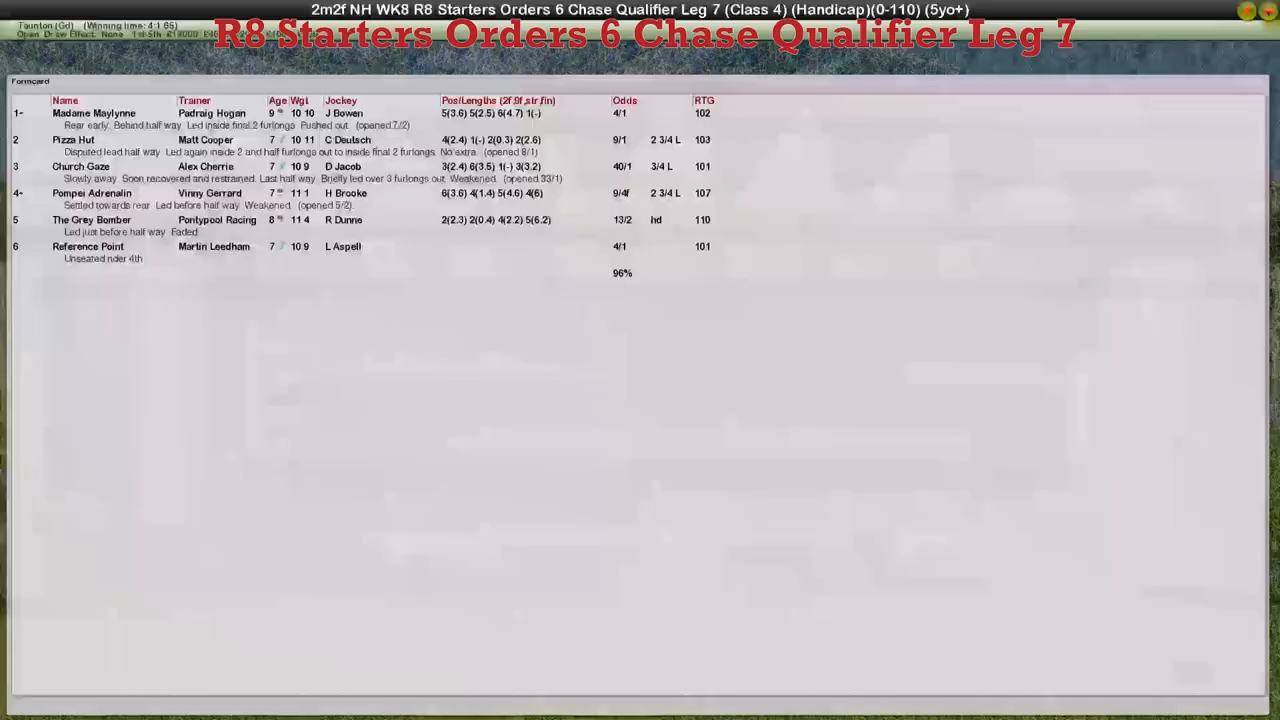 2m2f NH WK8 R8 Starters Orders 6 Chase Qualifier Leg 7 (Class 4) (Handicap)(0-110) (5yo+)
Taunton (Gd) (Winning time: 4:1.65)
Open Draw Effect: None 1st-5th
R8 Starters Orders 6 Chase Qualifier Leg 7
Formcard
Name Trainer Age Wgt Jockey Pos/Lengths (2f,9f,str,fin) Odds RTG
1 Madame Maylynne Padraig Hogan 9 10 10 J Bowen 5(3.6) 5(2.5) 6(4.7) 1(-) 4/1 102
Rear early. Behind half way. Led inside final 2 furlongs. Pushed out. (opened 7/2)
2 Pizza Hut Matt Cooper 7 10 11 C Deutsch 4(2.4) 1(-) 2(0.3) 2(2.6) 9/1 2 3/4 L 103
Disputed lead half way. Led again inside 2 and half furlongs out to inside final 2 furlongs. No extra. (opened 8/1)
3 Church Gaze Alex Cherrie 7 10 9 D Jacob 3(2.4) 6(3.5) 1(-) 3(3.2) 40/1 3/4 L 101
Slowly away. Soon recovered and restrained. Last half way. Briefly led over 3 furlongs out. Weakened. (opened 33/1)
4 Pompei Adrenalin Vinny Gerrard 7 11 1 H Brooke 6(3.6) 4(1.4) 5(4.6) 4(6) 9/4f 2 3/4 L 107
Settled towards rear. Led before half way. Weakened. (opened 5/2).
5 The Grey Bomber Pontypool Racing 8 11 4 R Dunne 2(2.3) 2(0.4) 4(2.2) 5(6.2) 13/2 hd 110
Led just before half way. Faded
6 Reference Point Martin Leedham 7 10 9 L Aspell 4/1 101
Unseated rider 4th
96%